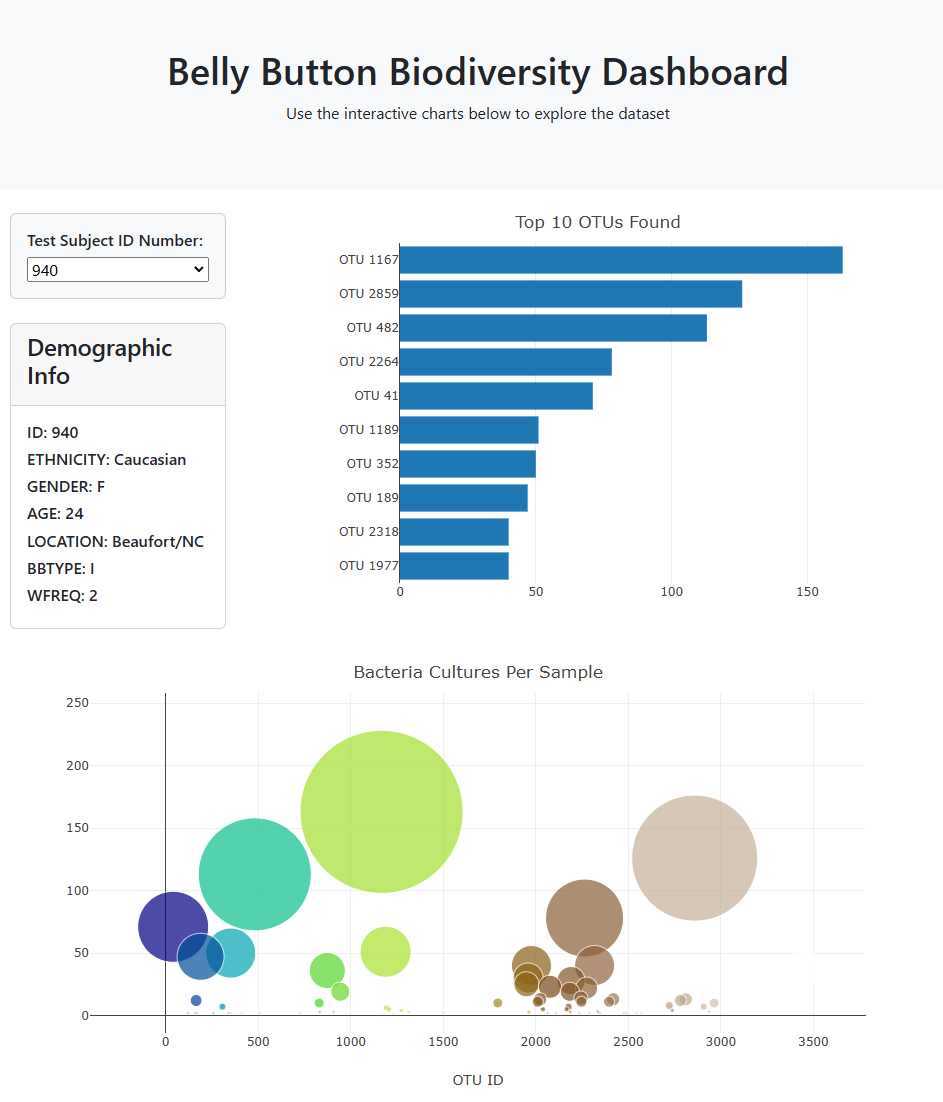 Belly Button Biodiversity Dashboard
Use the interactive charts below to explore the dataset
Test Subject ID Number:
940
Demographic
Info
ID: 940
ETHNICITY: Caucasian
GENDER: F
AGE: 24
LOCATION: Beaufort/NC
BBTYPE: I
WFREQ: 2
Top 10 OTUs Found
OTU 1167
OTU 2859
OTU 482
OTU 2264
OTU 41
OTU 1189
OTU 352
OTU 189
OTU 2318
OTU 1977
0 50 100 150
Bacteria Cultures Per Sample
250
200
150
100
50
0
0 500 1000 1500 2000 2500 3000 3500
OTU ID